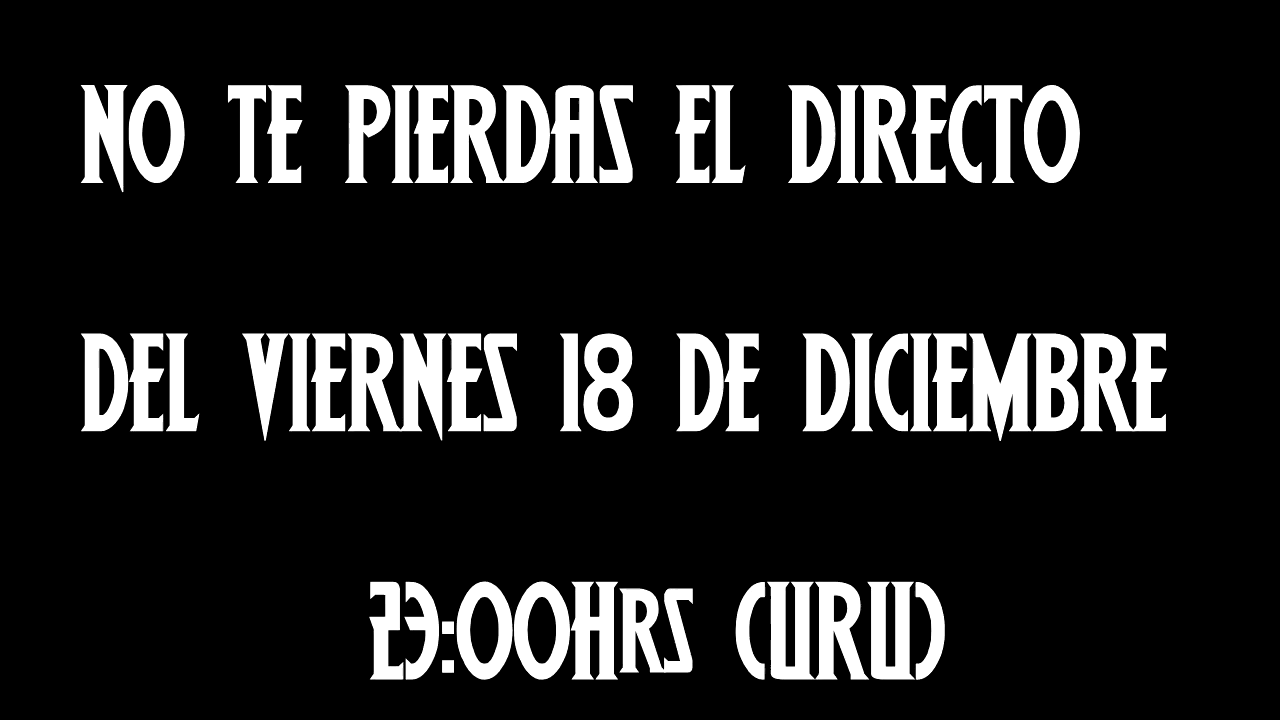 NO TE PIERDAS EL DIRECTO
DEL VIERNES 18 DE DICIEMBRE
23:00HRS (URU)